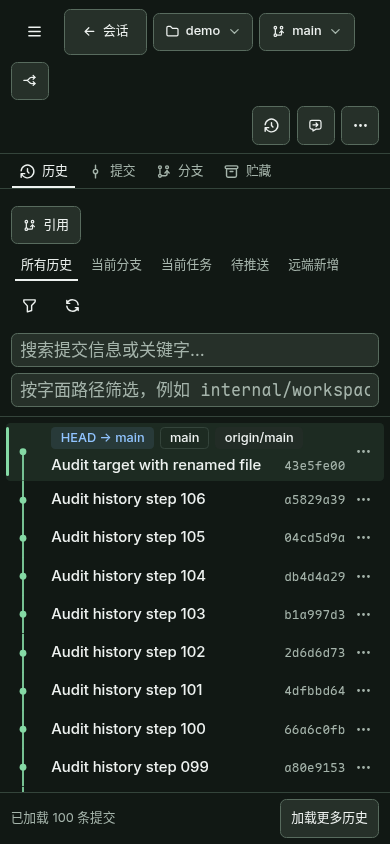 会话 demo main
历史 提交 分支 贮藏
引用
所有历史 当前分支 当前任务 待推送 远端新增
搜索提交信息或关键字...
按字面路径筛选，例如 internal/workspac
HEAD → main main origin/main
Audit target with renamed file 43e5fe00
Audit history step 106 a5829a39
Audit history step 105 04cd5d9a
Audit history step 104 db4d4a29
Audit history step 103 b1a997d3
Audit history step 102 2d6d6d73
Audit history step 101 4dfbbd64
Audit history step 100 66a6c0fb
Audit history step 099 a80e9153
已加载 100 条提交 加载更多历史